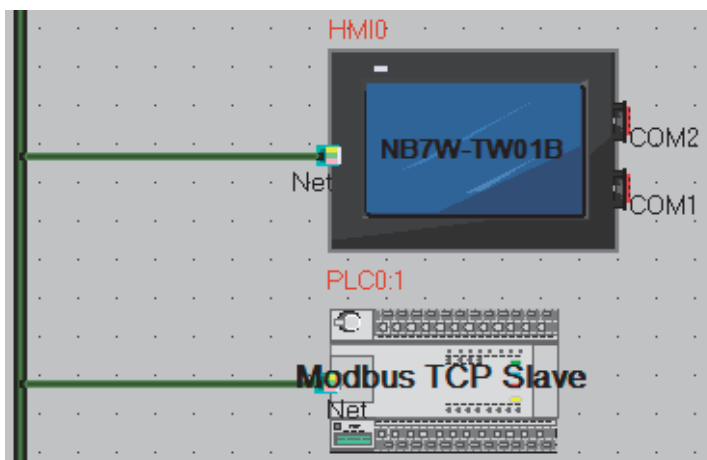 HMI0
NB7W-TW01B
COM2
Net
COM1
PLC0:1
Modbus TCP Slave
Net